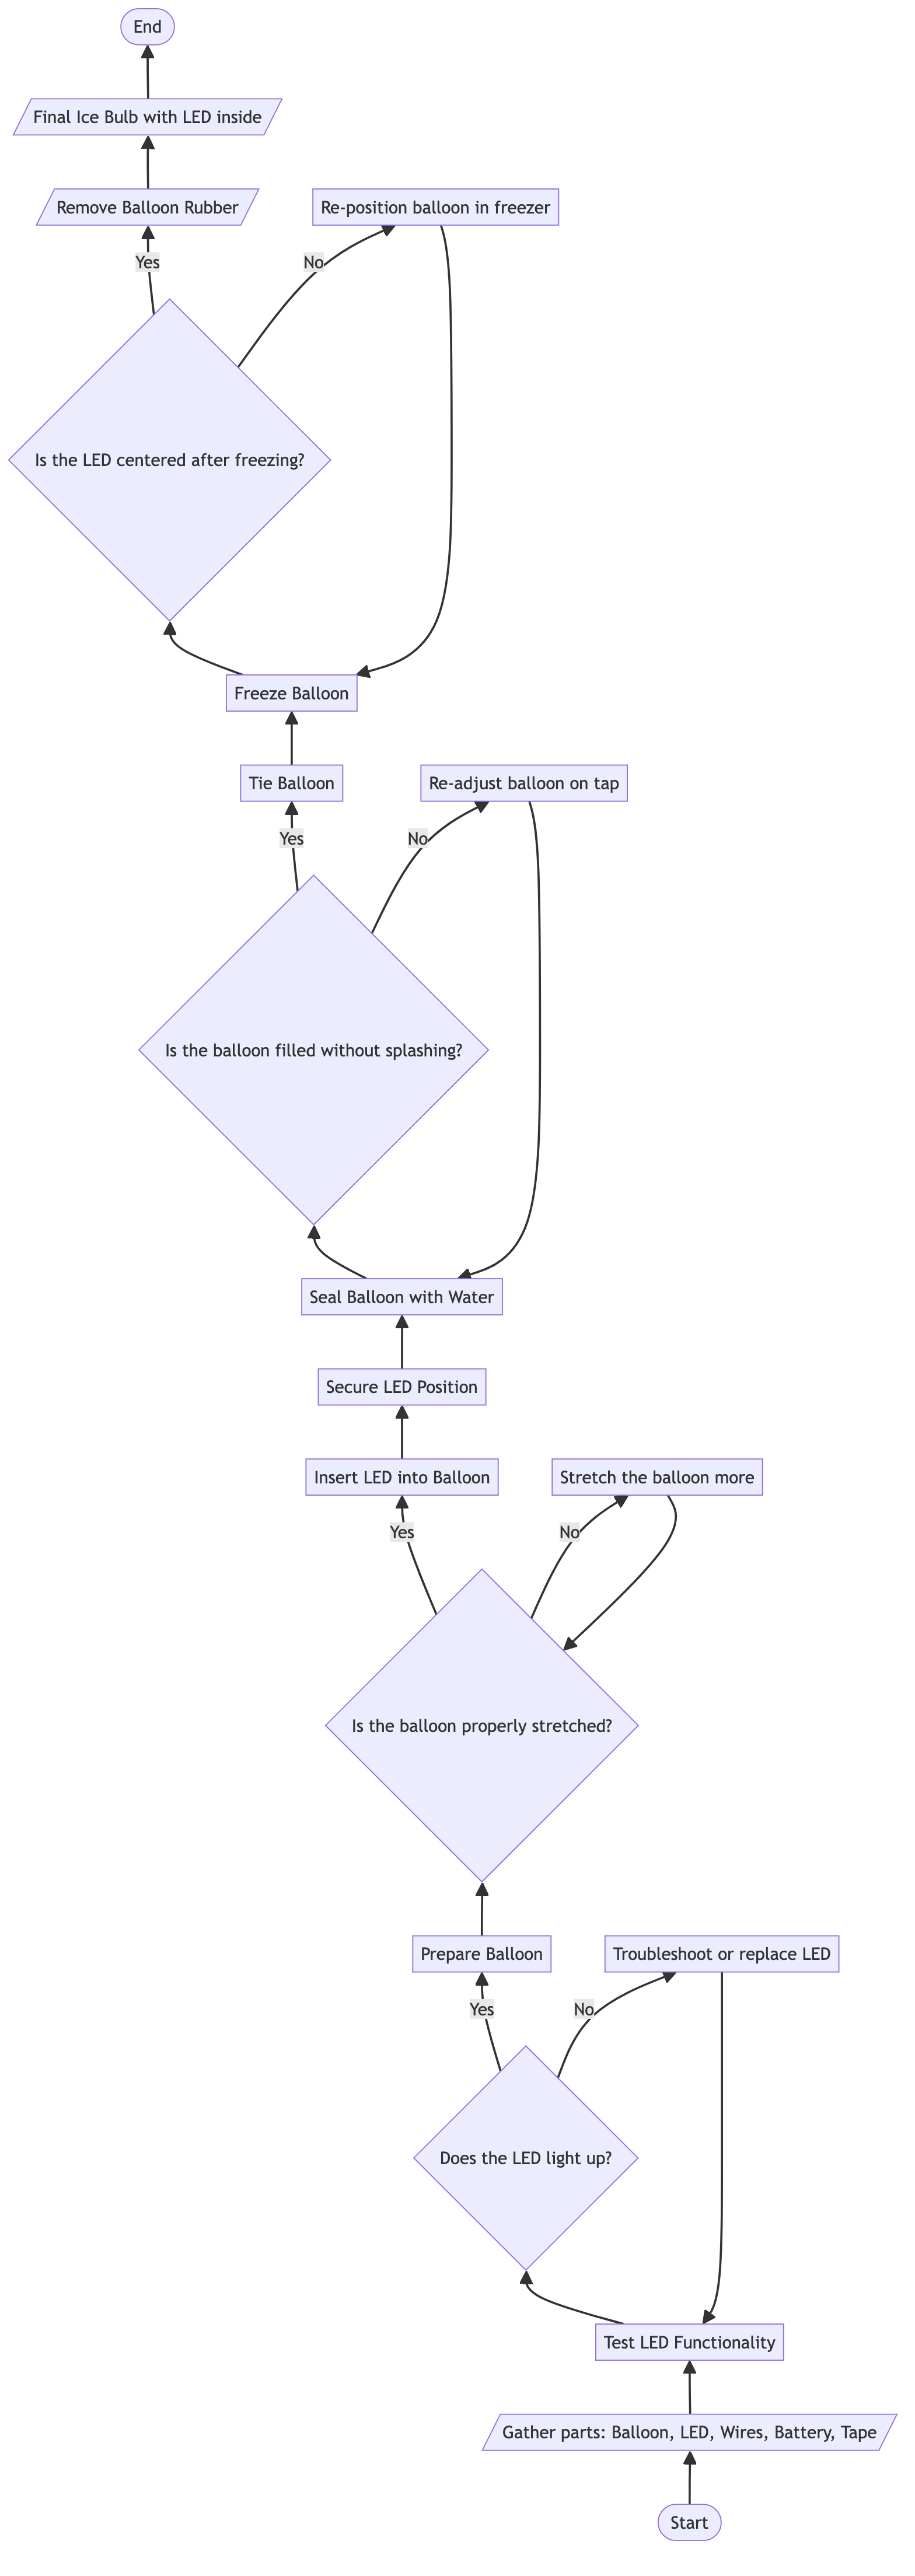 End
Final Ice Bulb with LED inside
Remove Balloon Rubber
Re-position balloon in freezer
Yes
No
Is the LED centered after freezing?
Freeze Balloon
Tie Balloon
Re-adjust balloon on tap
Yes
No
Is the balloon filled without splashing?
Seal Balloon with Water
Secure LED Position
Insert LED into Balloon
Stretch the balloon more
Yes
No
Is the balloon properly stretched?
Prepare Balloon
Troubleshoot or replace LED
Yes
No
Does the LED light up?
Test LED Functionality
Gather parts: Balloon, LED, Wires, Battery, Tape
Start